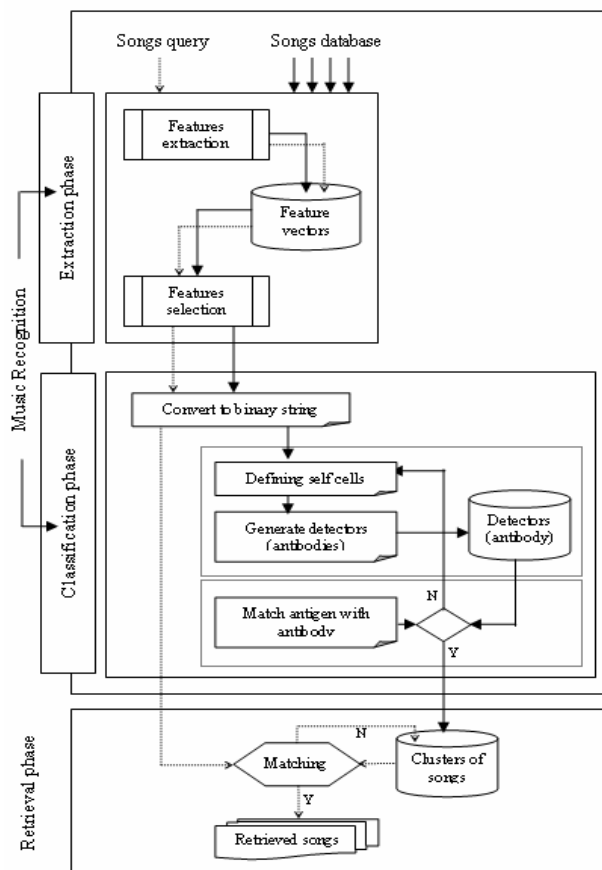 Songs query
Songs database
Music Recognition
Extraction phase
Features
extraction
Feature
vectors
Features
selection
Classification phase
Convert to binary string
Defining self cells
Generate detectors
(antibodies)
Detectors
(antibody)
N
Match antigen with
antibody
Y
Retrieval phase
N
Matching
Clusters of
songs
Y
Retrieved songs